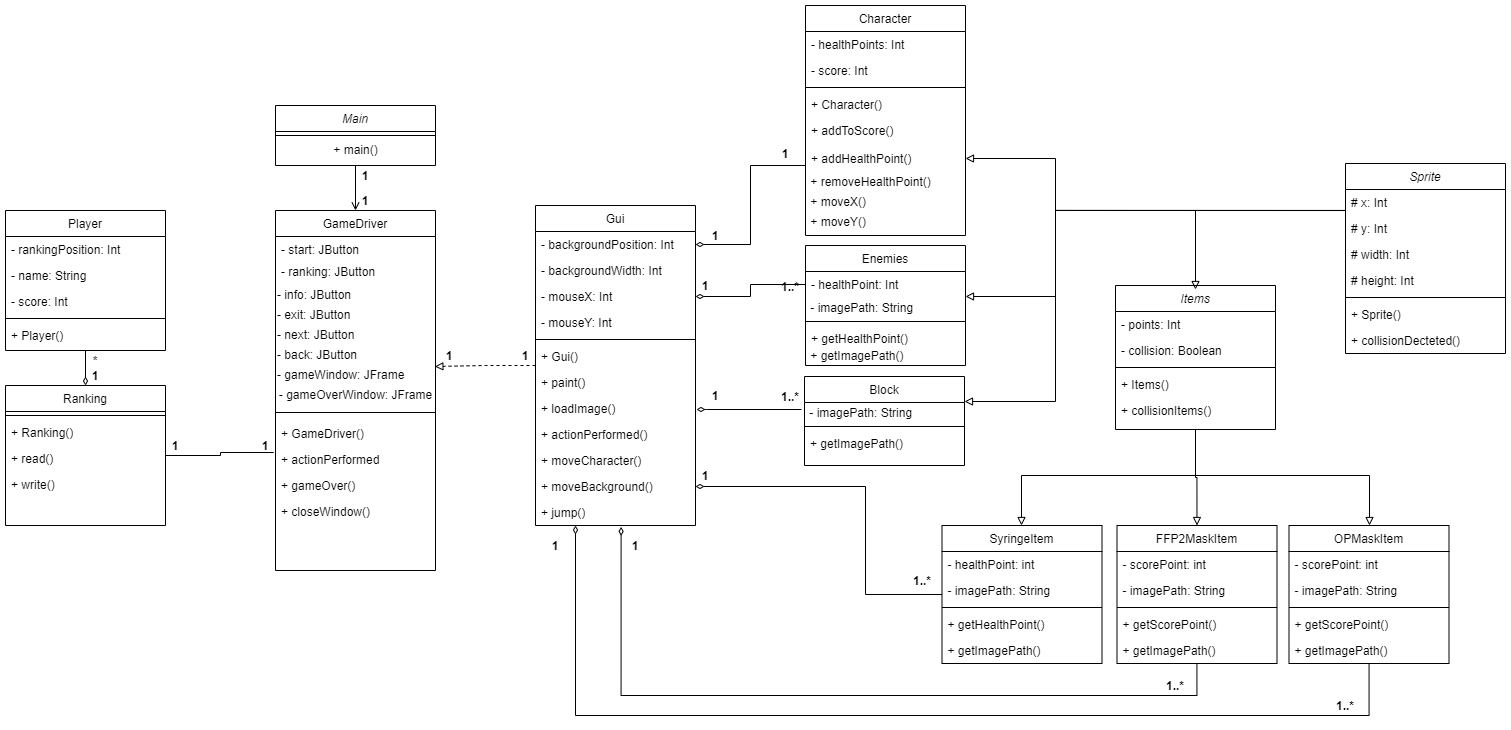 Character
- healthPoints: Int
- score: Int
+ Character()
+ addToScore()
+ addHealthPoint()
+ removeHealthPoint()
+ moveX()
+ moveY()
Main
+ main()
1
1
Player
- rankingPosition: Int
- name: String
- score: Int
+ Player()
*
1
Ranking
+ Ranking()
+ read()
+ write()
1
1
GameDriver
- start: JButton
- ranking: JButton
- info: JButton
- exit: JButton
- next: JButton
- back: JButton
- gameWindow: JFrame
- gameOverWindow: JFrame
+ GameDriver()
+ actionPerformed
+ gameOver()
+ closeWindow()
1
1
Gui
- backgroundPosition: Int
- backgroundWidth: Int
- mouseX: Int
- mouseY: Int
+ Gui()
+ paint()
+ loadImage()
+ actionPerformed()
+ moveCharacter()
+ moveBackground()
+ jump()
1
1
1
1..*
1
1..*
1
1..*
1
1
1..*
1..*
Enemies
- healthPoint: Int
- imagePath: String
+ getHealthPoint()
+ getImagePath()
Block
- imagePath: String
+ getImagePath()
Sprite
# x: Int
# y: Int
# width: Int
# height: Int
+ Sprite()
+ collisionDecteted()
Items
- points: Int
- collision: Boolean
+ Items()
+ collisionItems()
SyringeItem
- healthPoint: int
- imagePath: String
+ getHealthPoint()
+ getImagePath()
FFP2MaskItem
- scorePoint: int
- imagePath: String
+ getScorePoint()
+ getImagePath()
OPMaskItem
- scorePoint: int
- imagePath: String
+ getScorePoint()
+ getImagePath()